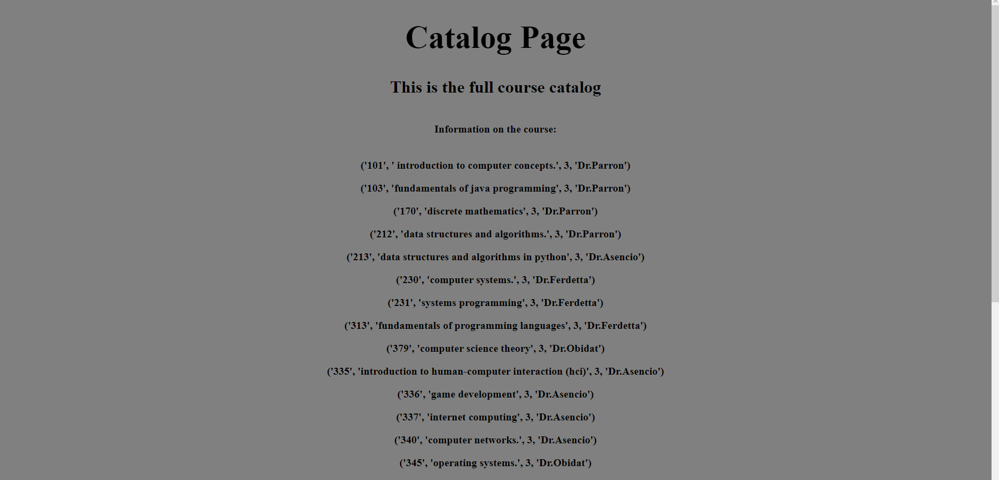 Catalog Page
This is the full course catalog
Information on the course:
('101', ' introduction to computer concepts.', 3, 'Dr.Parron')
('103', 'fundamentals of java programming', 3, 'Dr.Parron')
('170', 'discrete mathematics', 3, 'Dr.Parron')
('212', 'data structures and algorithms.', 3, 'Dr.Parron')
('213', 'data structures and algorithms in python', 3, 'Dr.Asencio')
('230', 'computer systems.', 3, 'Dr.Ferdetta')
('231', 'systems programming', 3, 'Dr.Ferdetta')
('313', 'fundamentals of programming languages', 3, 'Dr.Ferdetta')
('379', 'computer science theory', 3, 'Dr.Obidat')
('335', 'introduction to human-computer interaction (hci)', 3, 'Dr.Asencio')
('336', 'game development', 3, 'Dr.Asencio')
('337', 'internet computing', 3, 'Dr.Asencio')
('340', 'computer networks.', 3, 'Dr.Asencio')
('345', 'operating systems.', 3, 'Dr.Obidat')